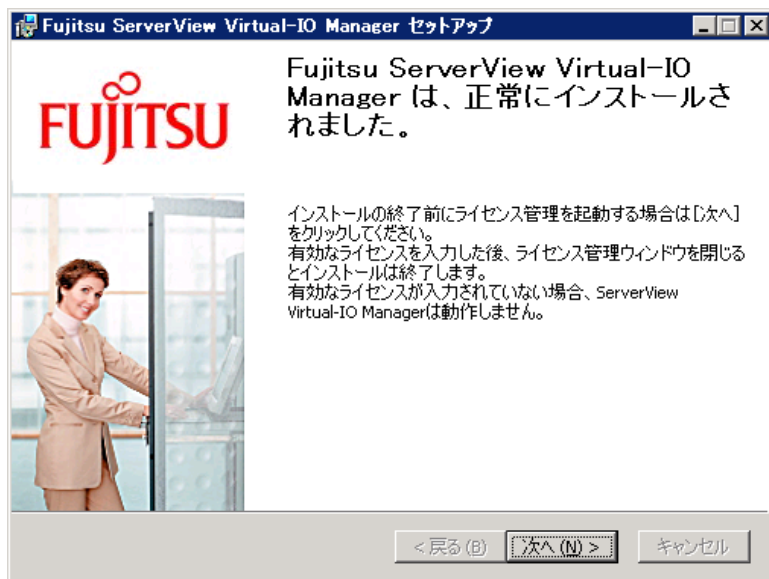 Fujitsu ServerView Virtual-IO Manager セットアップ
FUJITSU
Fujitsu ServerView Virtual-IO
Manager は、正常にインストールさ
れました。
インストールの終了前にライセンス管理を起動する場合は[次へ]
をクリックしてください。
有効なライセンスを入力した後、ライセンス管理ウィンドウを閉じる
とインストールは終了します。
有効なライセンスが入力されていない場合、ServerView
Virtual-IO Managerは動作しません。
< 戻る(B)
次へ(N) >
キャンセル